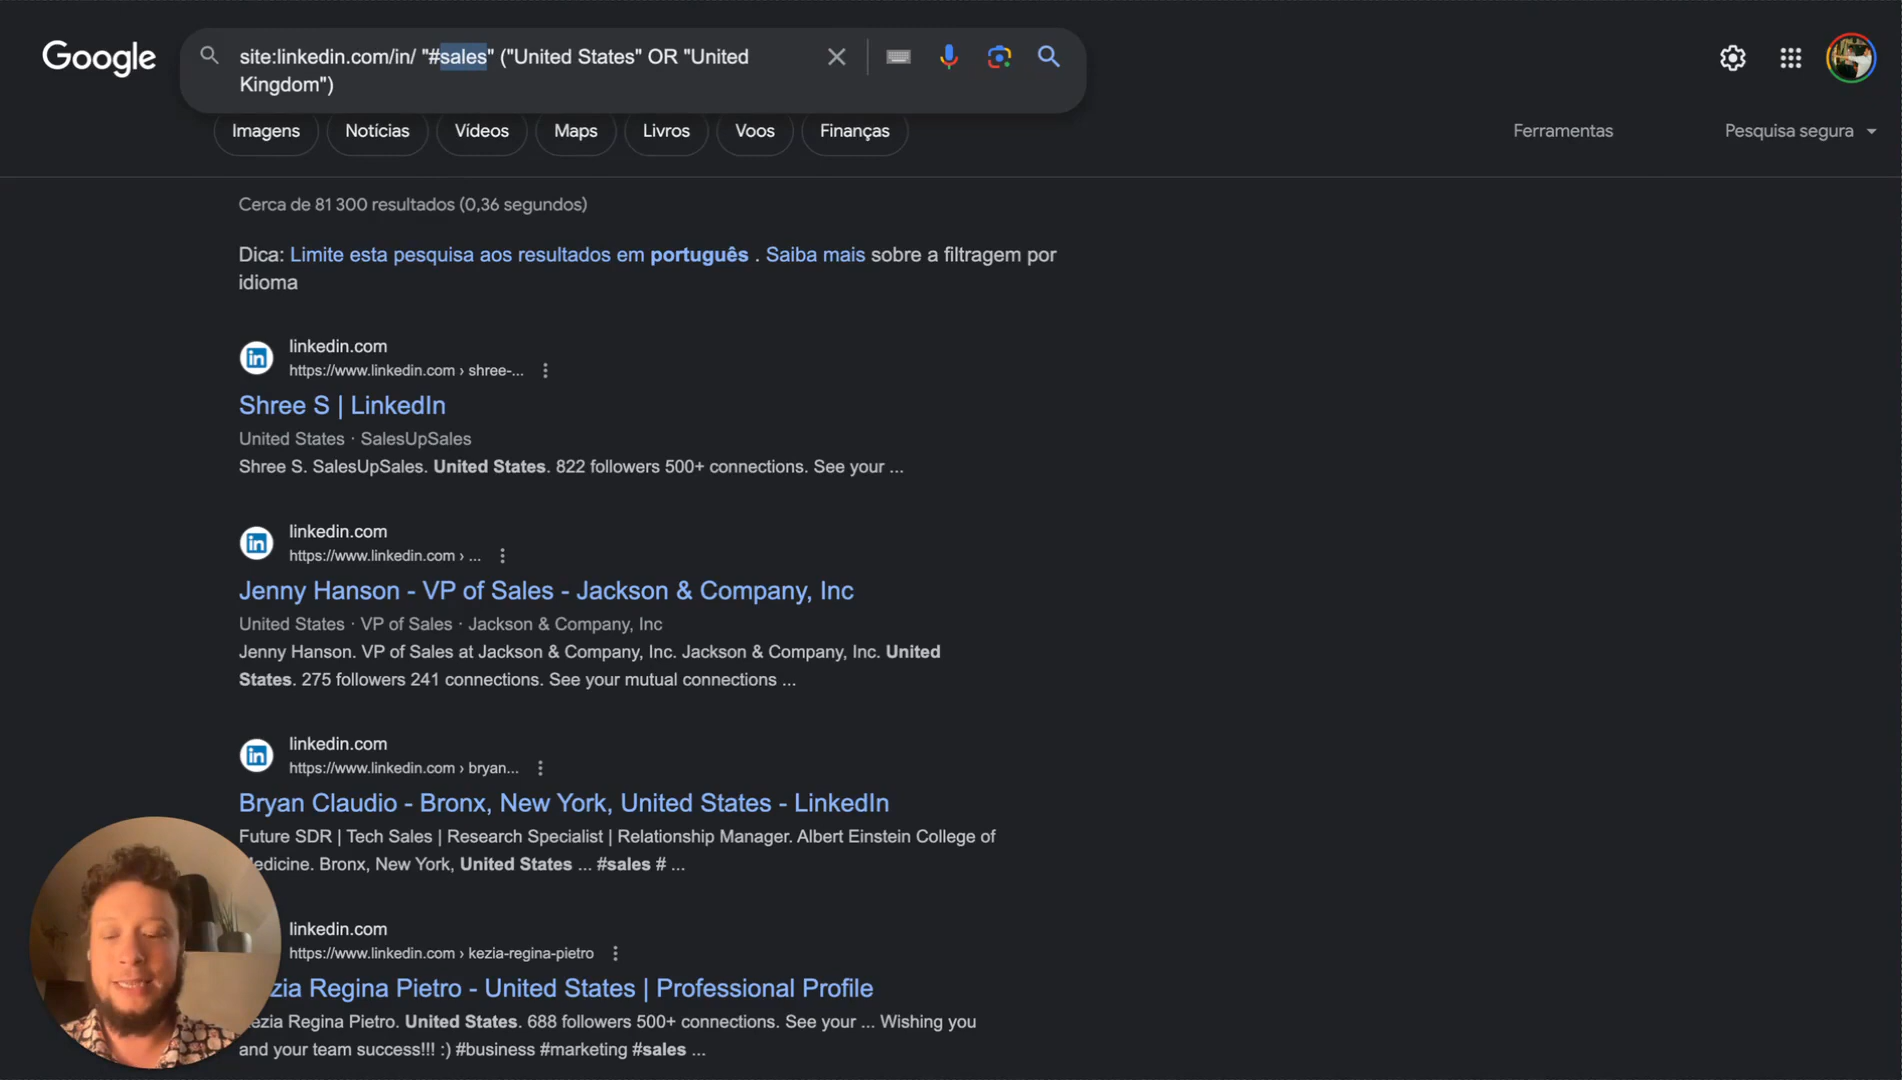 Google
site:linkedin.com/in/ "#sales" ("United States" OR "United
Kingdom")
Imagens
Notícias
Vídeos
Maps
Livros
Voos
Finanças
Ferramentas
Pesquisa segura
Cerca de 81 300 resultados (0,36 segundos)
Dica: Limite esta pesquisa aos resultados em português . Saiba mais sobre a filtragem por
idioma
linkedin.com
https://www.linkedin.com › shree-...
Shree S | LinkedIn
United States · SalesUpSales
Shree S. SalesUpSales. United States. 822 followers 500+ connections. See your ...
linkedin.com
https://www.linkedin.com › ...
Jenny Hanson - VP of Sales - Jackson & Company, Inc
United States · VP of Sales · Jackson & Company, Inc
Jenny Hanson. VP of Sales at Jackson & Company, Inc. Jackson & Company, Inc. United
States. 275 followers 241 connections. See your mutual connections ...
linkedin.com
https://www.linkedin.com › bryan...
Bryan Claudio - Bronx, New York, United States - LinkedIn
Future SDR | Tech Sales | Research Specialist | Relationship Manager. Albert Einstein College of
edicine. Bronx, New York, United States ... #sales # ...
linkedin.com
https://www.linkedin.com › kezia-regina-pietro
zia Regina Pietro - United States | Professional Profile
ezia Regina Pietro. United States. 688 followers 500+ connections. See your ... Wishing you
and your team success!!! :) #business #marketing #sales ...